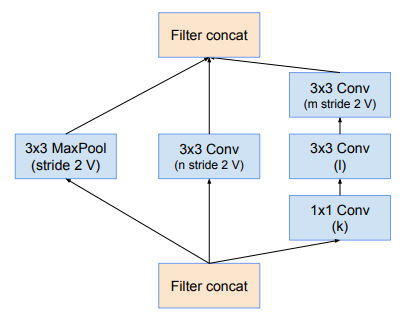 Filter concat
3x3 Conv
(m stride 2 V)
3x3 MaxPool
(stride 2 V)
3x3 Conv
(n stride 2 V)
3x3 Conv
(l)
1x1 Conv
(k)
Filter concat